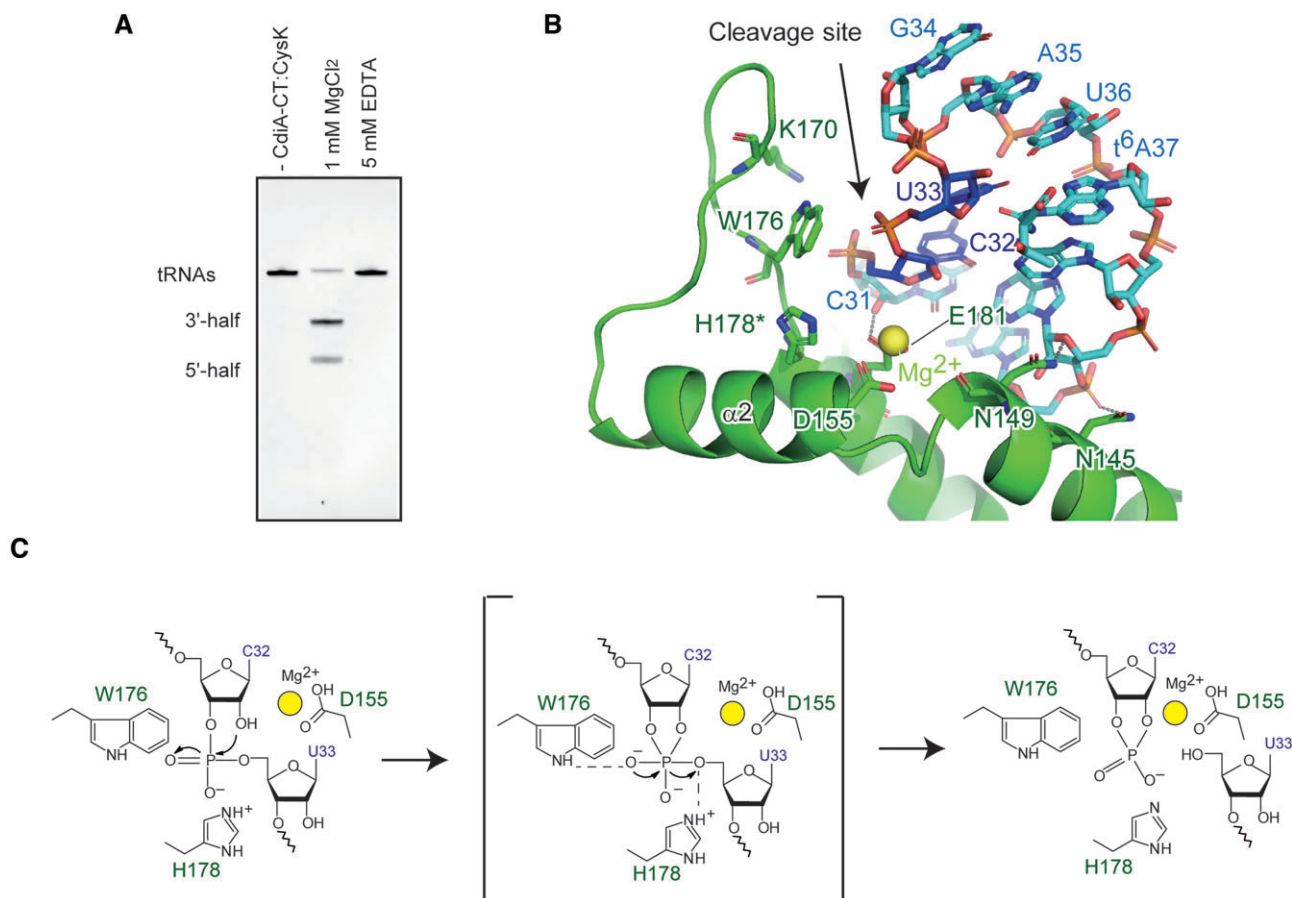 A
- CdiA-CT:CysK
1 mM MgCl2
5 mM EDTA
tRNAs
3'-half
5'-half
B
Cleavage site
G34
A35
U36
t6A37
K170
U33
W176
C32
C31
E181
H178*
Mg2+
α2
D155
N149
N145
C
O
O
C32
Mg2+
OH
D155
O
W176
O
OH
O
O=P
O
O
U33
NH
O−
NH+
O
OH
NH
H178
O
O
C32
Mg2+
OH
D155
O
W176
O
O
−O
P
O
O
U33
NH
O−
NH+
O
OH
NH
H178
O
O
C32
Mg2+
OH
D155
W176
O
O
O
U33
P
HO
O
O
O−
NH
N
O
OH
NH
H178